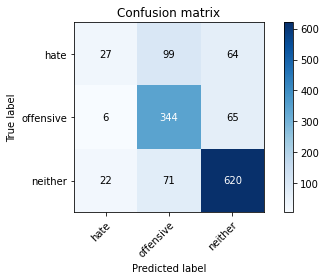 Confusion matrix
True label
hate 27 99 64
offensive 6 344 65
neither 22 71 620
hate offensive neither
Predicted label
600
500
400
300
200
100